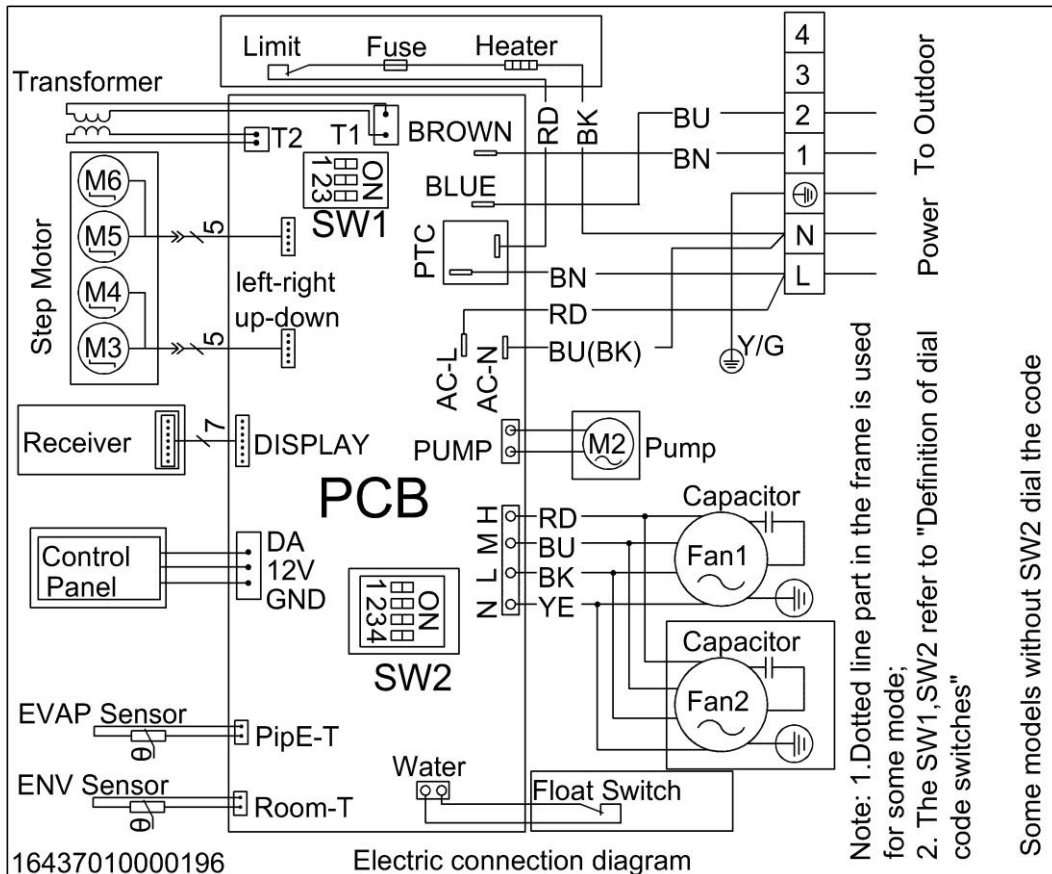 Limit
Fuse
Heater
Transformer
T1
T2
BROWN
BLUE
RD
BK
BU
BN
4
3
2
1
N
L
To Outdoor
Power
M6
M5
M4
M3
Step Motor
5
5
left-right
up-down
ON
123
SW1
PTC
BN
RD
BU(BK)
AC-L
AC-N
Y/G
Receiver
7
DISPLAY
PUMP
M2
Pump
PCB
Control
Panel
DA
12V
GND
ON
1234
SW2
H
M
L
N
RD
BU
BK
YE
Capacitor
Fan1
Capacitor
Fan2
EVAP Sensor
θ
PipE-T
ENV Sensor
θ
Room-T
Water
Float Switch
16437010000196
Electric connection diagram
Note: 1.Dotted line part in the frame is used
for some mode;
2. The SW1,SW2 refer to "Definition of dial
code switches"
Some models without SW2 dial the code